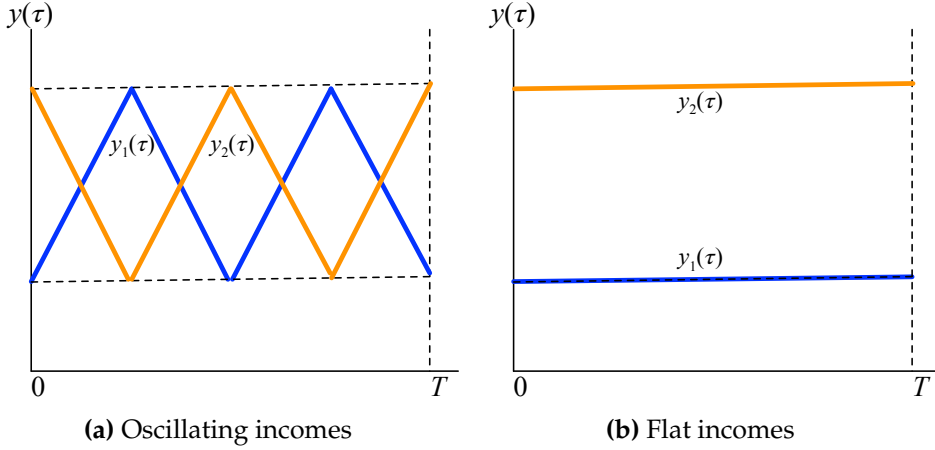 y(τ)
y₁(τ)
y₂(τ)
0
T
(a) Oscillating incomes
y(τ)
y₂(τ)
y₁(τ)
0
T
(b) Flat incomes